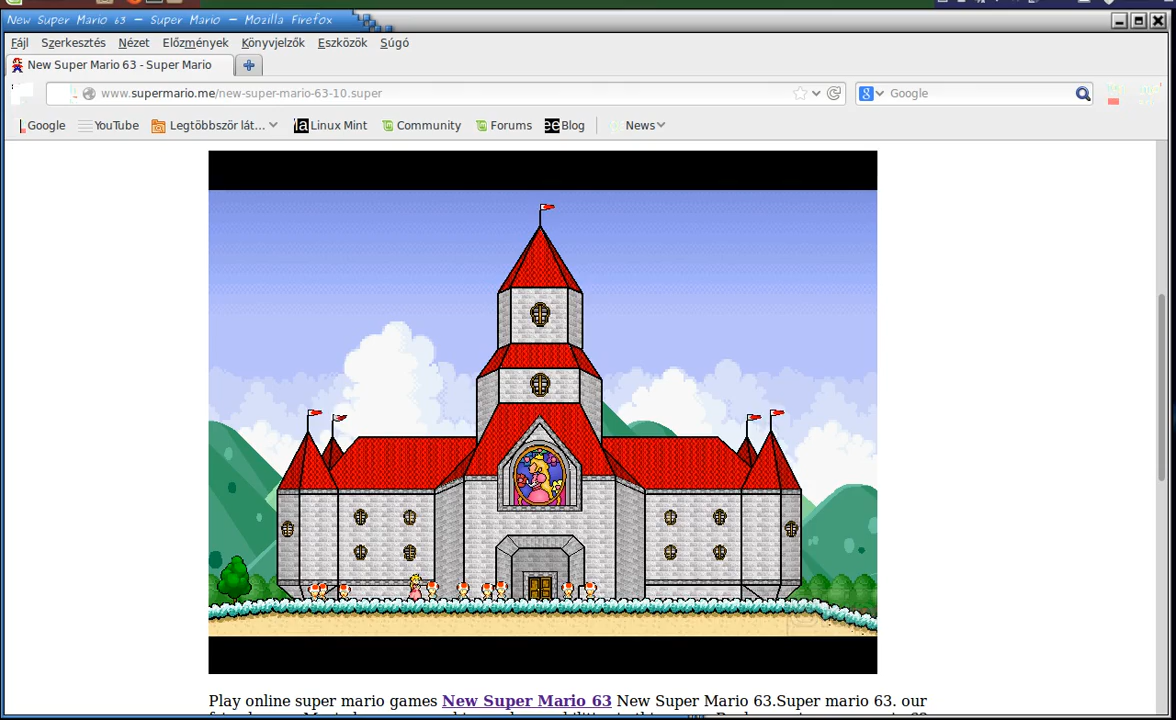 New Super Mario 63 - Super Mario - Mozilla Firefox
Fájl Szerkesztés Nézet Előzmények Könyvjelzők Eszközök Súgó
New Super Mario 63 - Super Mario
www.supermario.me/new-super-mario-63-10.super Google
Google YouTube Legtöbbször lát... la Linux Mint Community Forums ee Blog News
Play online super mario games New Super Mario 63 New Super Mario 63.Super mario 63. our